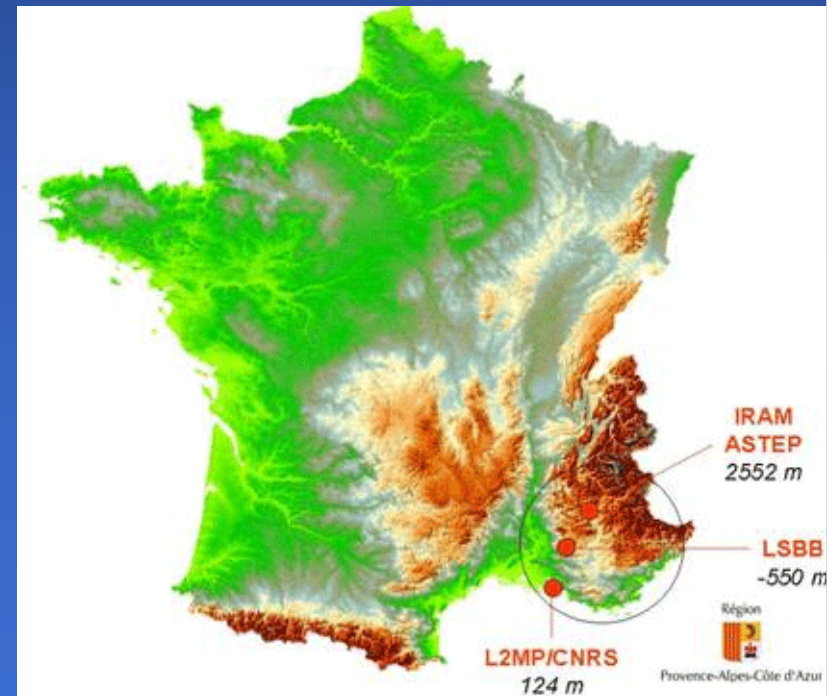 IRAM
ASTEP
2552 m
LSBB
-550 m
Région
Provence-Alpes-Côte d'Azur
L2MP/CNRS
124 m